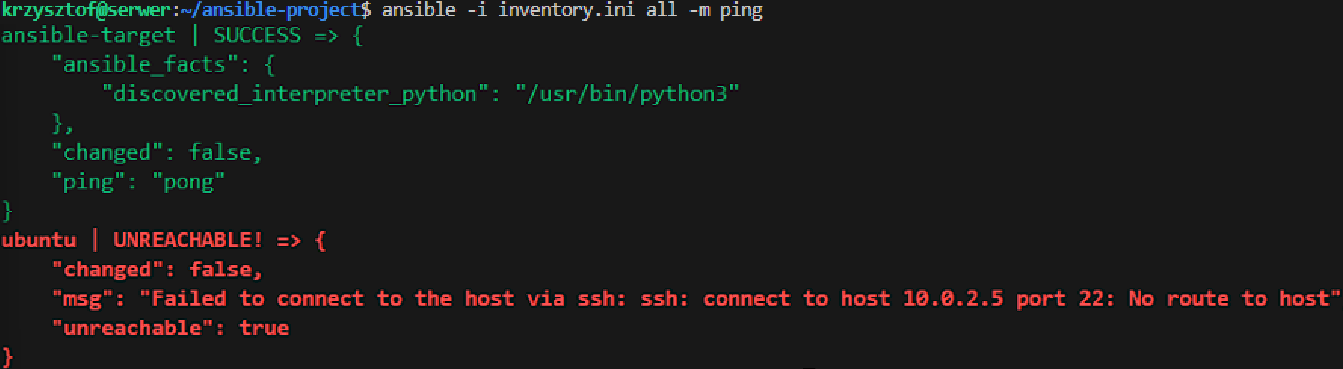 krzysztof@serwer:~/ansible-project$ ansible -i inventory.ini all -m ping
ansible-target | SUCCESS => {
    "ansible_facts": {
        "discovered_interpreter_python": "/usr/bin/python3"
    },
    "changed": false,
    "ping": "pong"
}
ubuntu | UNREACHABLE! => {
    "changed": false,
    "msg": "Failed to connect to the host via ssh: ssh: connect to host 10.0.2.5 port 22: No route to host"
    "unreachable": true
}